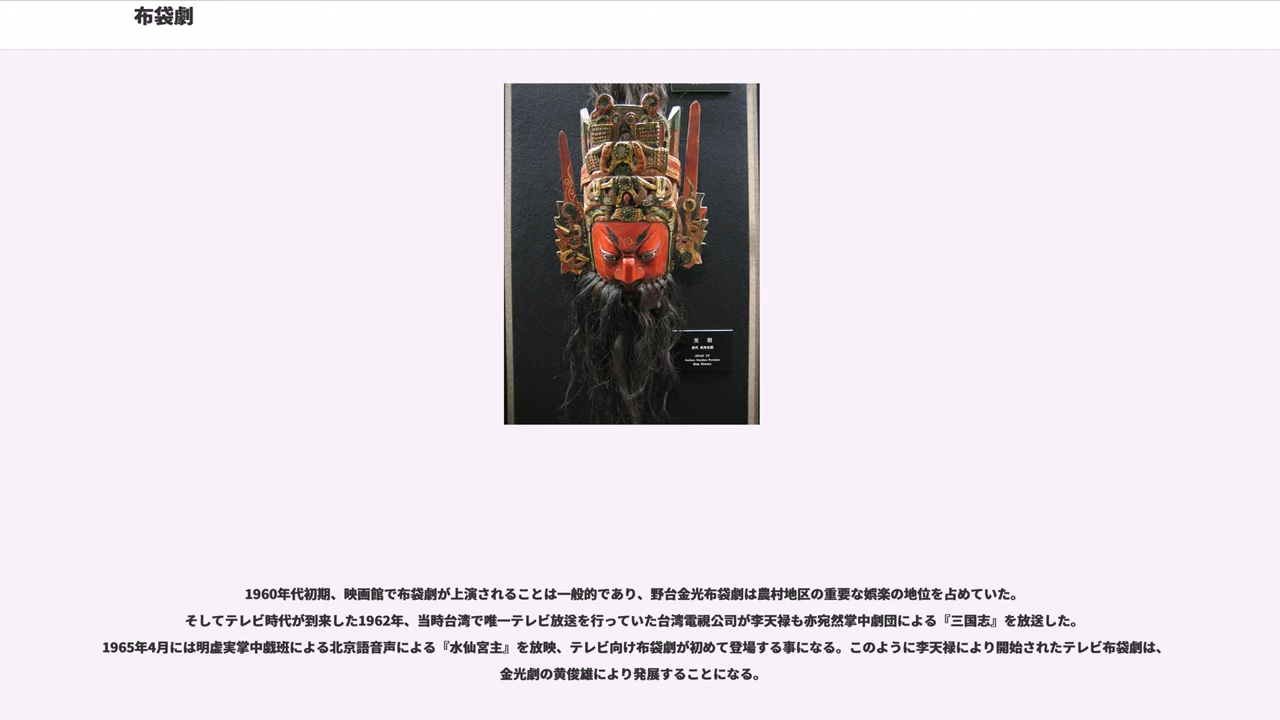 布袋劇
关 羽
1960年代初期、映画館で布袋劇が上演されることは一般的であり、野台金光布袋劇は農村地区の重要な娯楽の地位を占めていた。
そしてテレビ時代が到来した1962年、当時台湾で唯一テレビ放送を行っていた台湾電視公司が李天禄も亦宛然掌中劇団による『三国志』を放送した。
1965年4月には明虚実掌中戯班による北京語音声による『水仙宮主』を放映、テレビ向け布袋劇が初めて登場する事になる。このように李天禄により開始されたテレビ布袋劇は、
金光劇の黄俊雄により発展することになる。